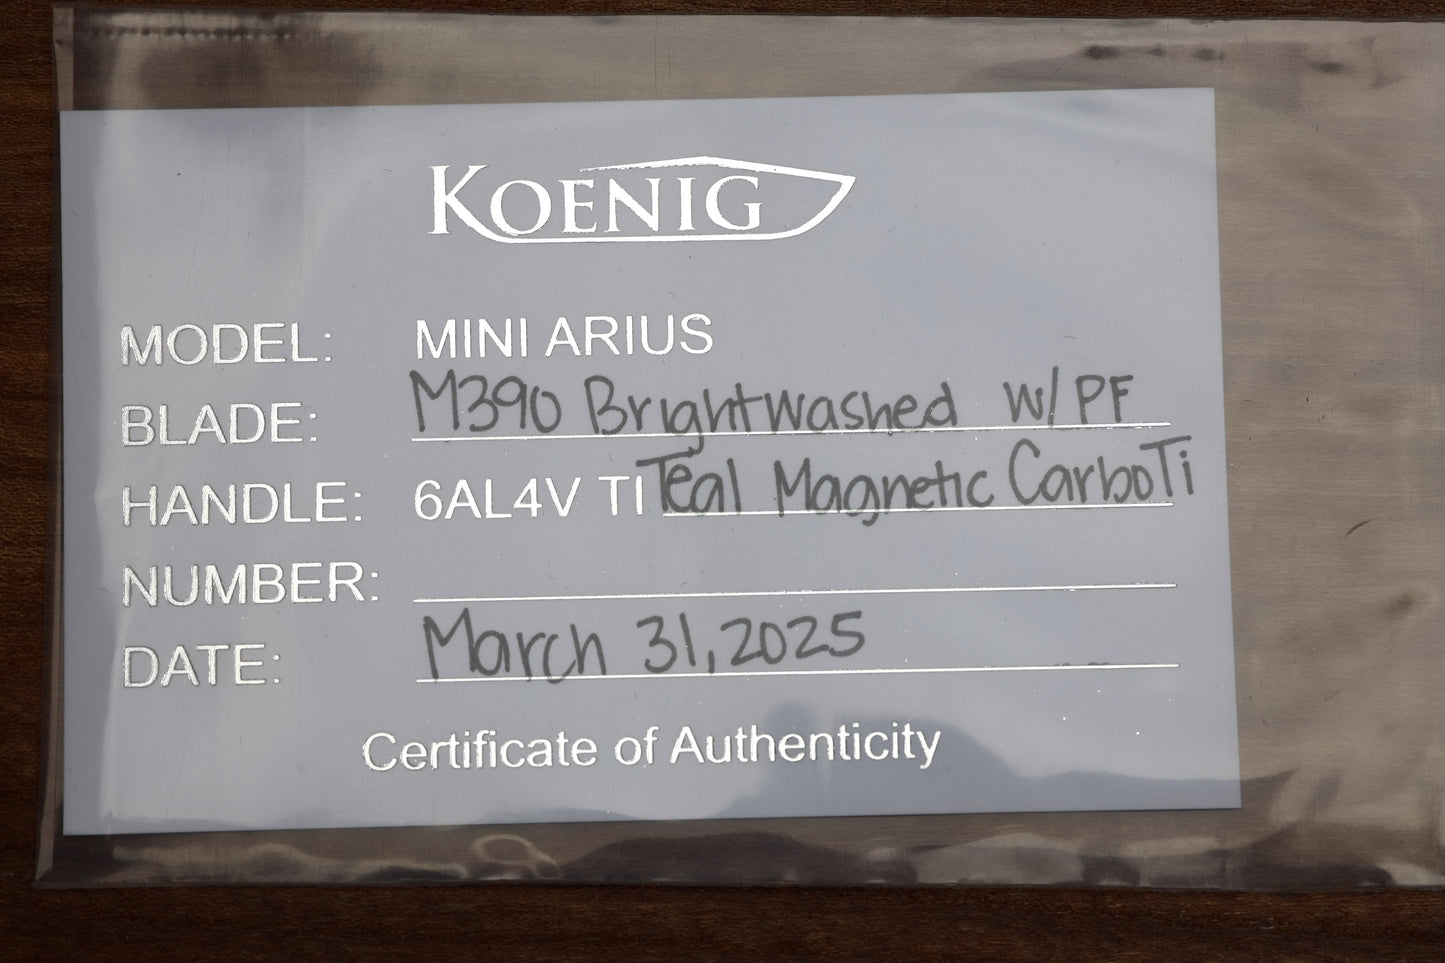 KOENIG
MODEL: MINI ARIUS
BLADE: M390 Brightwashed w/ PF
HANDLE: 6AL4V TI Teal Magnetic CarboTi
NUMBER:
DATE: March 31, 2025
Certificate of Authenticity